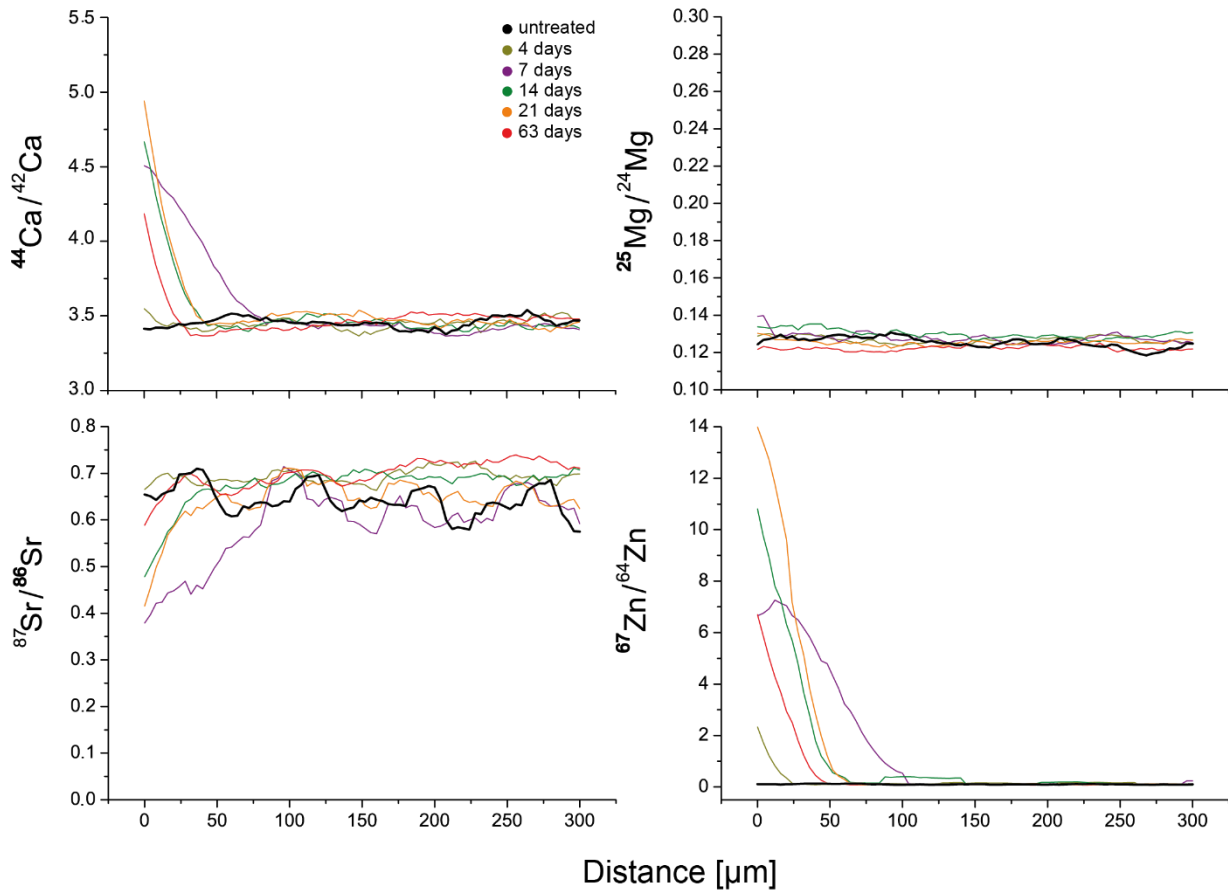 5.5
5.0
4.5
4.0
3.5
3.0
⁴⁴Ca/⁴²Ca
untreated
4 days
7 days
14 days
21 days
63 days
0.30
0.28
0.26
0.24
0.22
0.20
0.18
0.16
0.14
0.12
0.10
²⁵Mg/²⁴Mg
0.8
0.7
0.6
0.5
0.4
0.3
0.2
0.1
0.0
⁸⁷Sr/⁸⁶Sr
0 50 100 150 200 250 300
14
12
10
8
6
4
2
0
⁶⁷Zn/⁶⁴Zn
0 50 100 150 200 250 300
Distance [µm]